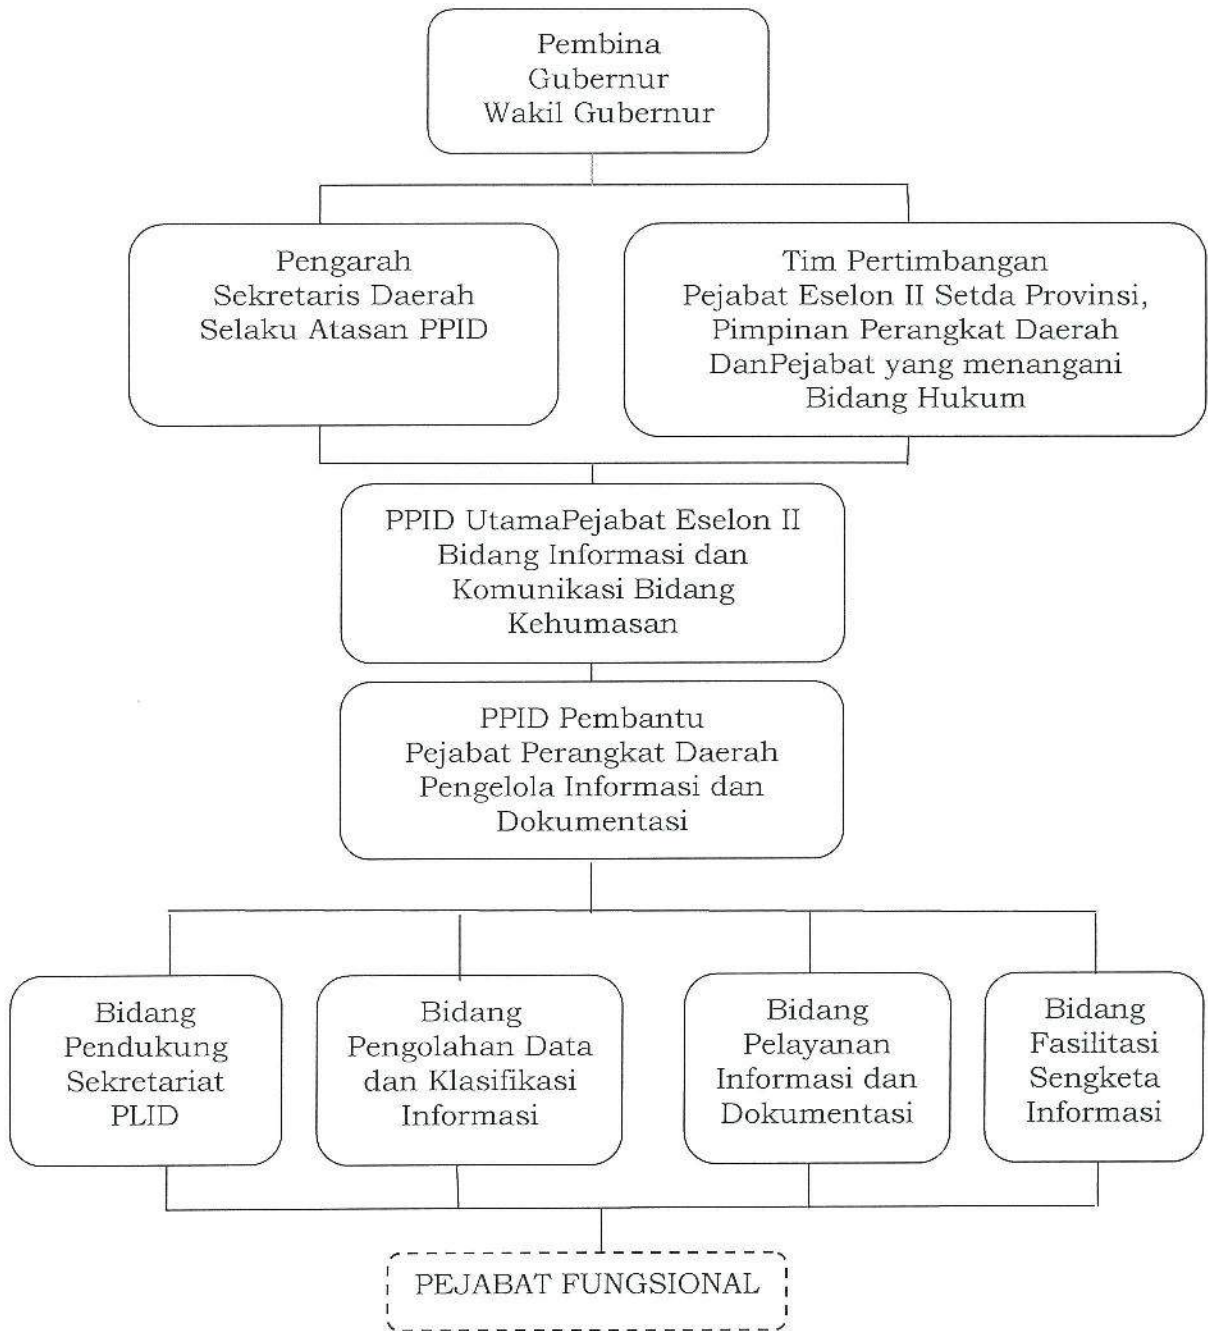 Pembina
Gubernur
Wakil Gubernur
Pengarah
Sekretaris Daerah
Selaku Atasan PPID
Tim Pertimbangan
Pejabat Eselon II Setda Provinsi,
Pimpinan Perangkat Daerah
DanPejabat yang menangani
Bidang Hukum
PPID UtamaPejabat Eselon II
Bidang Informasi dan
Komunikasi Bidang
Kehumasan
PPID Pembantu
Pejabat Perangkat Daerah
Pengelola Informasi dan
Dokumentasi
Bidang
Pendukung
Sekretariat
PLID
Bidang
Pengolahan Data
dan Klasifikasi
Informasi
Bidang
Pelayanan
Informasi dan
Dokumentasi
Bidang
Fasilitasi
Sengketa
Informasi
PEJABAT FUNGSIONAL